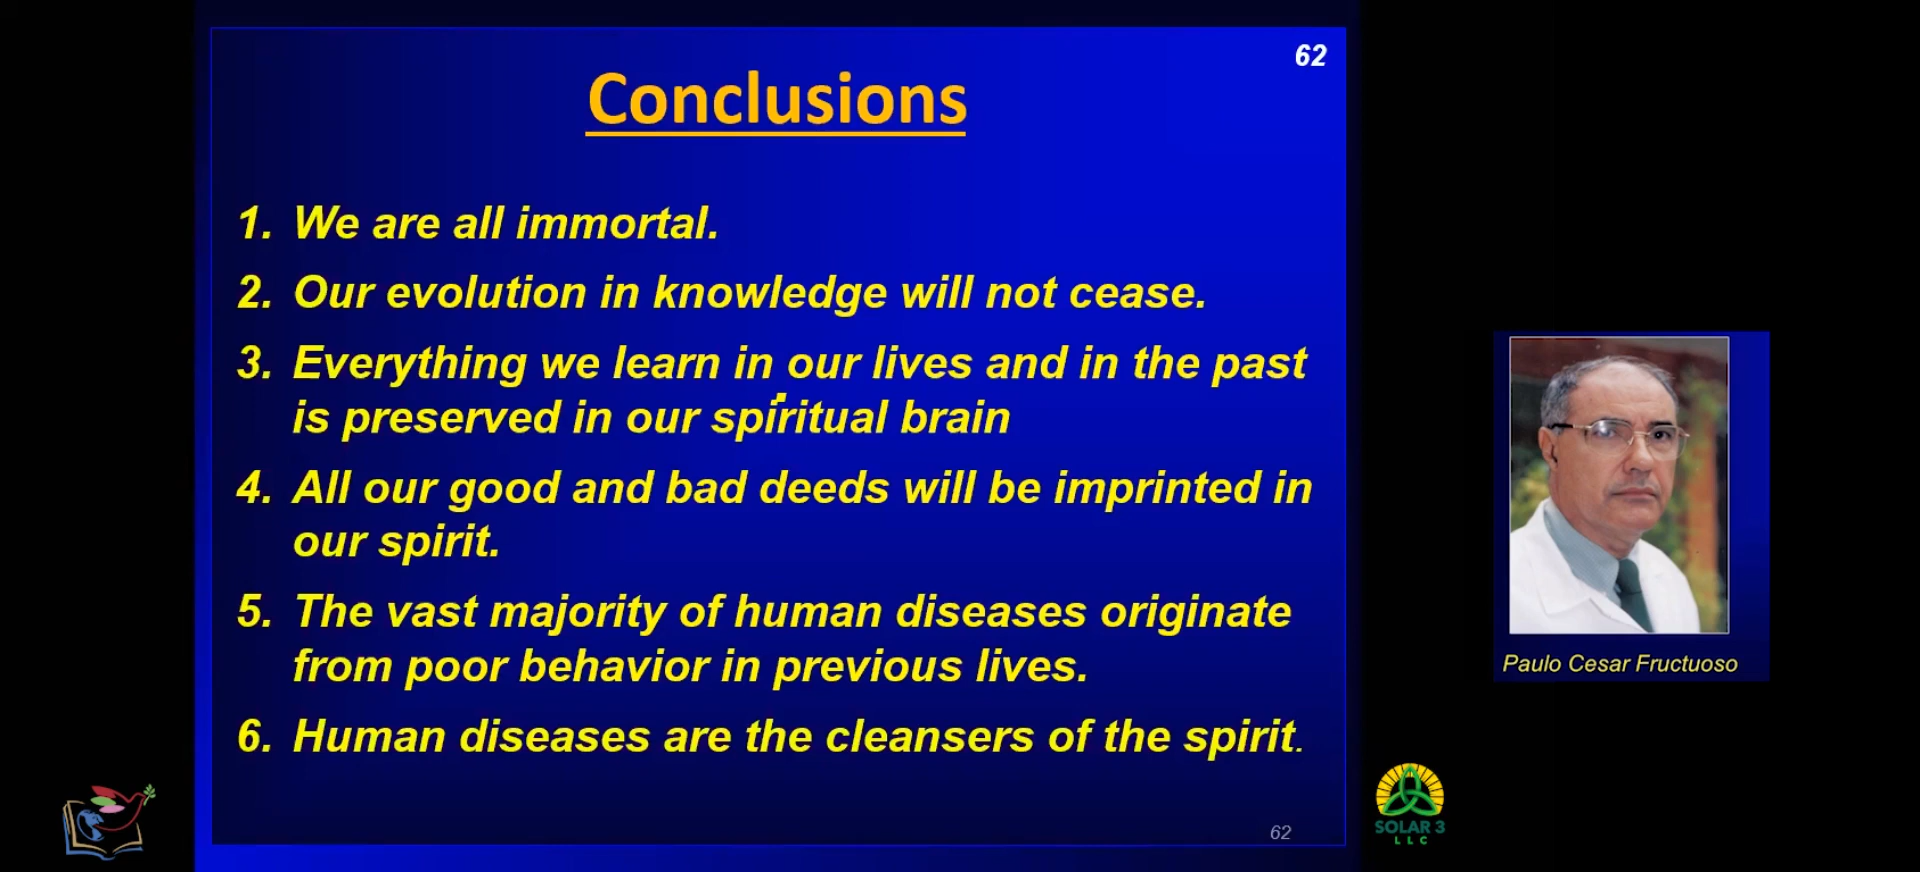 62
Conclusions
1. We are all immortal.
2. Our evolution in knowledge will not cease.
3. Everything we learn in our lives and in the past
is preserved in our spiritual brain
4. All our good and bad deeds will be imprinted in
our spirit.
5. The vast majority of human diseases originate
from poor behavior in previous lives.
6. Human diseases are the cleansers of the spirit.
62
Paulo Cesar Fructuoso
SOLAR 3
LLC